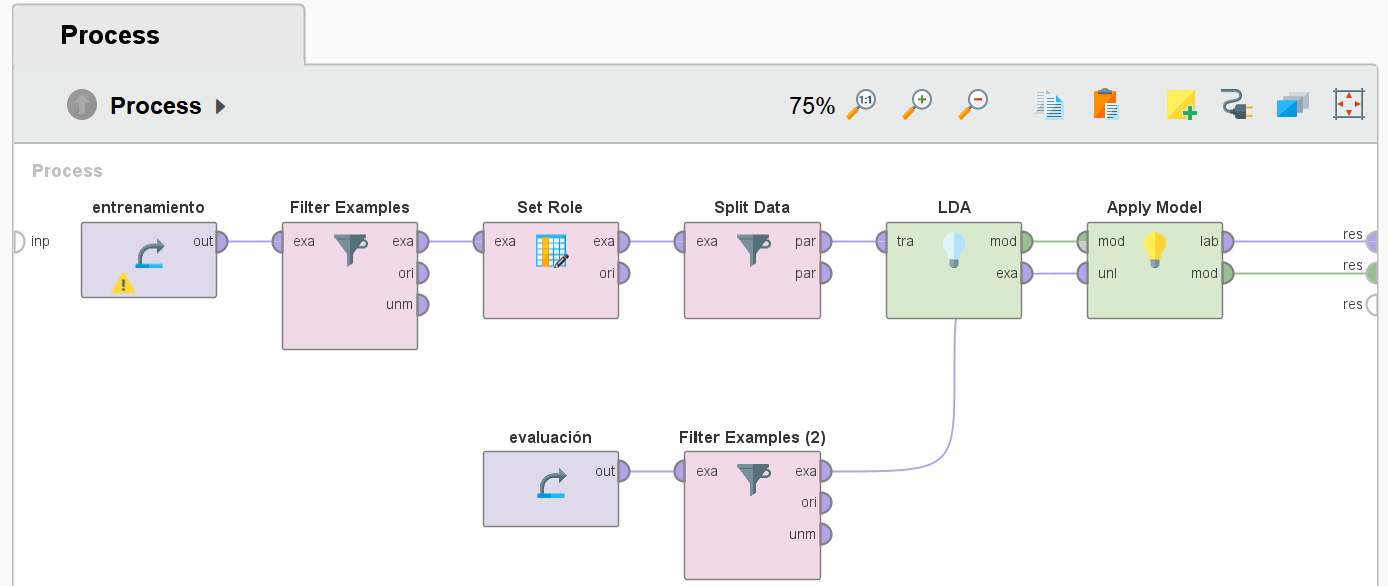 Process
Process
75%
1:1
Process
entrenamiento
Filter Examples
Set Role
Split Data
LDA
Apply Model
inp
out
exa
exa
exa
exa
exa
par
tra
mod
mod
lab
res
ori
ori
par
exa
unl
mod
res
unm
res
evaluación
Filter Examples (2)
out
exa
exa
ori
unm